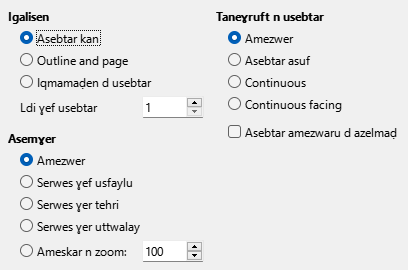 Igalisen
Asebtar kan
Outline and page
Iqmamaḍen d usebtar
Ldi ɣef usebtar
1
Asemɣer
Amezwer
Serwes ɣef usfaylu
Serwes ɣer tehri
Serwes ɣer uttwalay
Ameskar n zoom:
100
Taneɣruft n usebtar
Amezwer
Asebtar asuf
Continuous
Continuous facing
Asebtar amezwaru d azelmaḍ